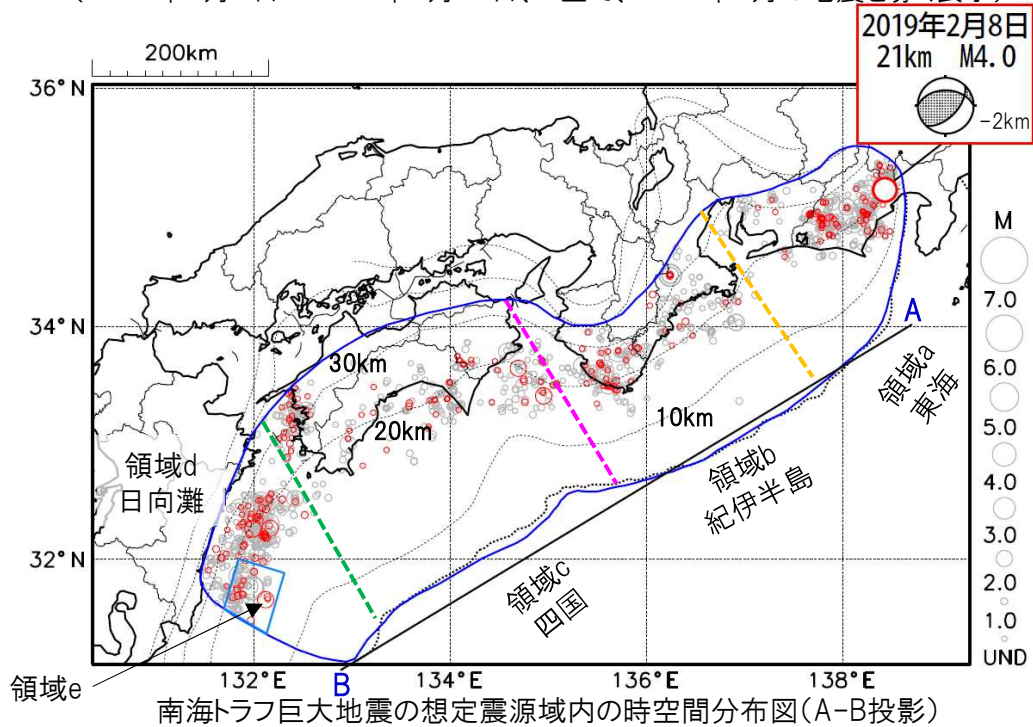 2019年2月8日
21km M4.0
-2km
200km
36°N
34°N
32°N
132°E
134°E
136°E
138°E
30km
20km
10km
A
B
領域a
東海
領域b
紀伊半島
領域c
四国
領域d
日向灘
領域e
M
7.0
6.0
5.0
4.0
3.0
2.0
1.0
UND
南海トラフ巨大地震の想定震源域内の時空間分布図(A-B投影)